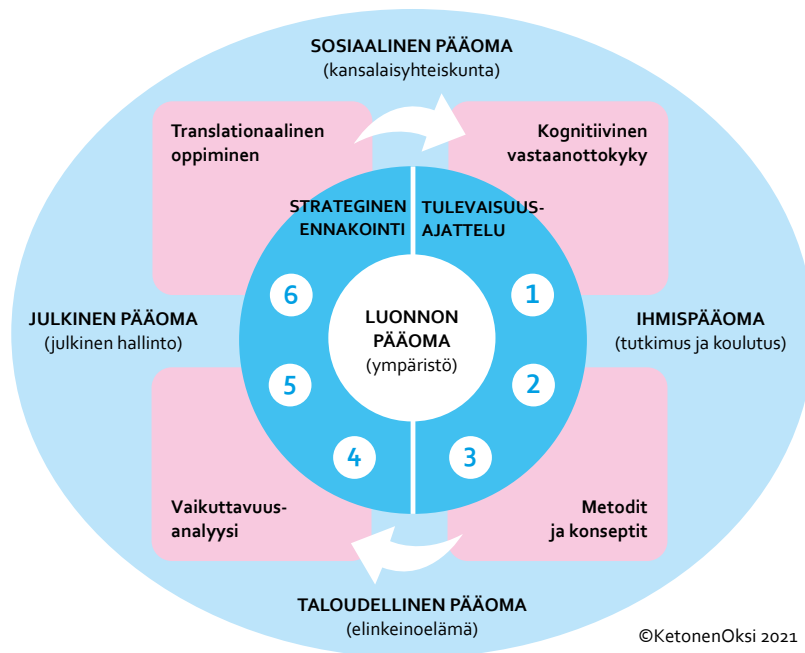 SOSIAALINEN PÄÄOMA
(kansalaisyhteiskunta)
Translationaalinen
oppiminen
Kognitiivinen
vastaanottokyky
STRATEGINEN
ENNAKOINTI
TULEVAISUUS-
AJATTELU
6
1
JULKINEN PÄÄOMA
(julkinen hallinto)
LUONNON
PÄÄOMA
(ympäristö)
IHMISPÄÄOMA
(tutkimus ja koulutus)
5
2
4
3
Vaikuttavuus-
analyysi
Metodit
ja konseptit
TALOUDELLINEN PÄÄOMA
(elinkeinoelämä)
©KetonenOksi 2021